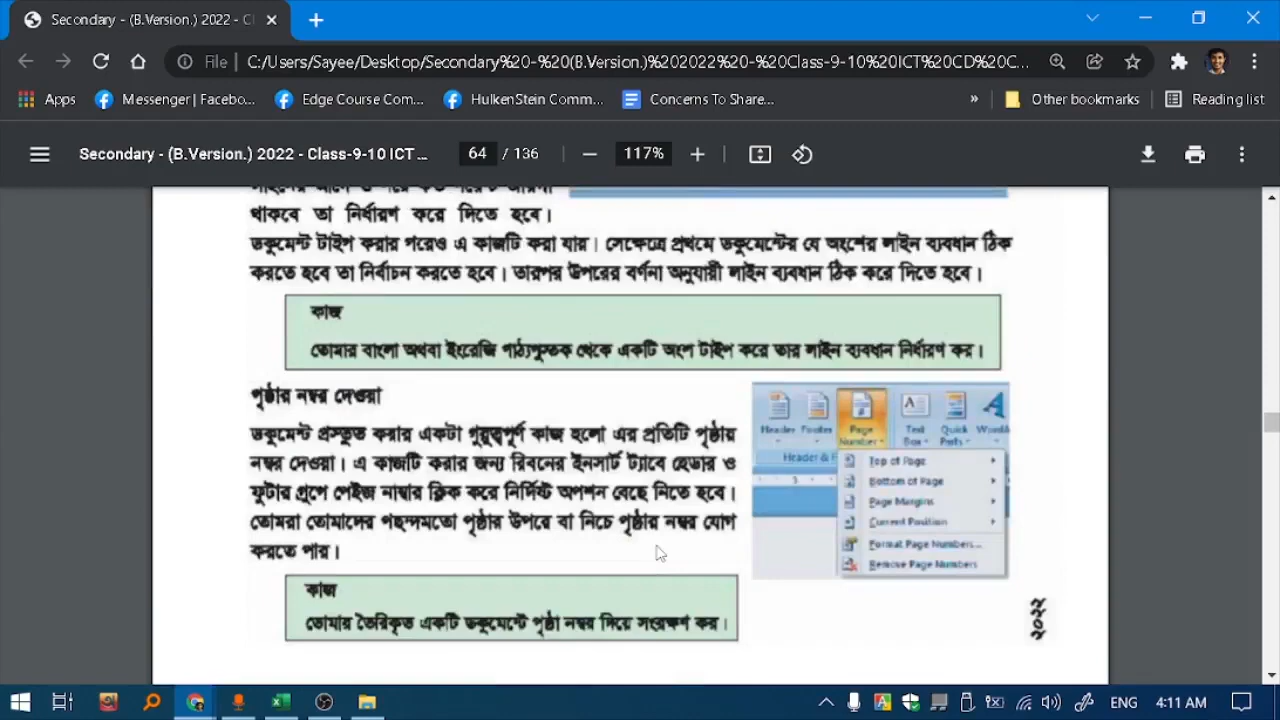 Secondary - (B.Version.) 2022 - Cl
File C:/Users/Sayee/Desktop/Secondary%20-%20(B.Version.)%202022%20-%20Class-9-10%20ICT%20CD%20C...
Apps Messenger | Facebo... Edge Course Com... HulkenStein Comm... Concerns To Share... » Other bookmarks Reading list
Secondary - (B.Version.) 2022 - Class-9-10 ICT ... 64 / 136 117%
থাকবে তা নির্ধারণ করে দিতে হবে।
ডকুমেন্ট টাইপ করার পরেও এ কাজটি করা যায়। সেক্ষেত্রে প্রথমে ডকুমেন্টের যে অংশের লাইন ব্যবধান ঠিক
করতে হবে তা নির্বাচন করতে হবে। তারপর উপরের বর্ণনা অনুযায়ী লাইন ব্যবধান ঠিক করে দিতে হবে।
কাজ
তোমার বাংলা অথবা ইংরেজি পাঠ্যপুস্তক থেকে একটি অংশ টাইপ করে তার লাইন ব্যবধান নির্ধারণ কর।
পৃষ্ঠার নম্বর দেওয়া
ডকুমেন্ট প্রস্তুত করার একটা গুরুত্বপূর্ণ কাজ হলো এর প্রতিটি পৃষ্ঠায়
নম্বর দেওয়া। এ কাজটি করার জন্য রিবনের ইনসার্ট ট্যাবে হেডার ও
ফুটার গ্রুপে পেইজ নাম্বার ক্লিক করে নির্দিষ্ট অপশন বেছে নিতে হবে।
তোমরা তোমাদের পছন্দমতো পৃষ্ঠার উপরে বা নিচে পৃষ্ঠার নম্বর যোগ
করতে পার।
Header Footer Page Number Text Box Quick Parts WordA
Header & F
3
Top of Page
Bottom of Page
Page Margins
Current Position
Format Page Numbers...
Remove Page Numbers
কাজ
তোমার তৈরিকৃত একটি ডকুমেন্টে পৃষ্ঠা নম্বর দিয়ে সংরক্ষণ কর।
২০২২
ENG 4:11 AM